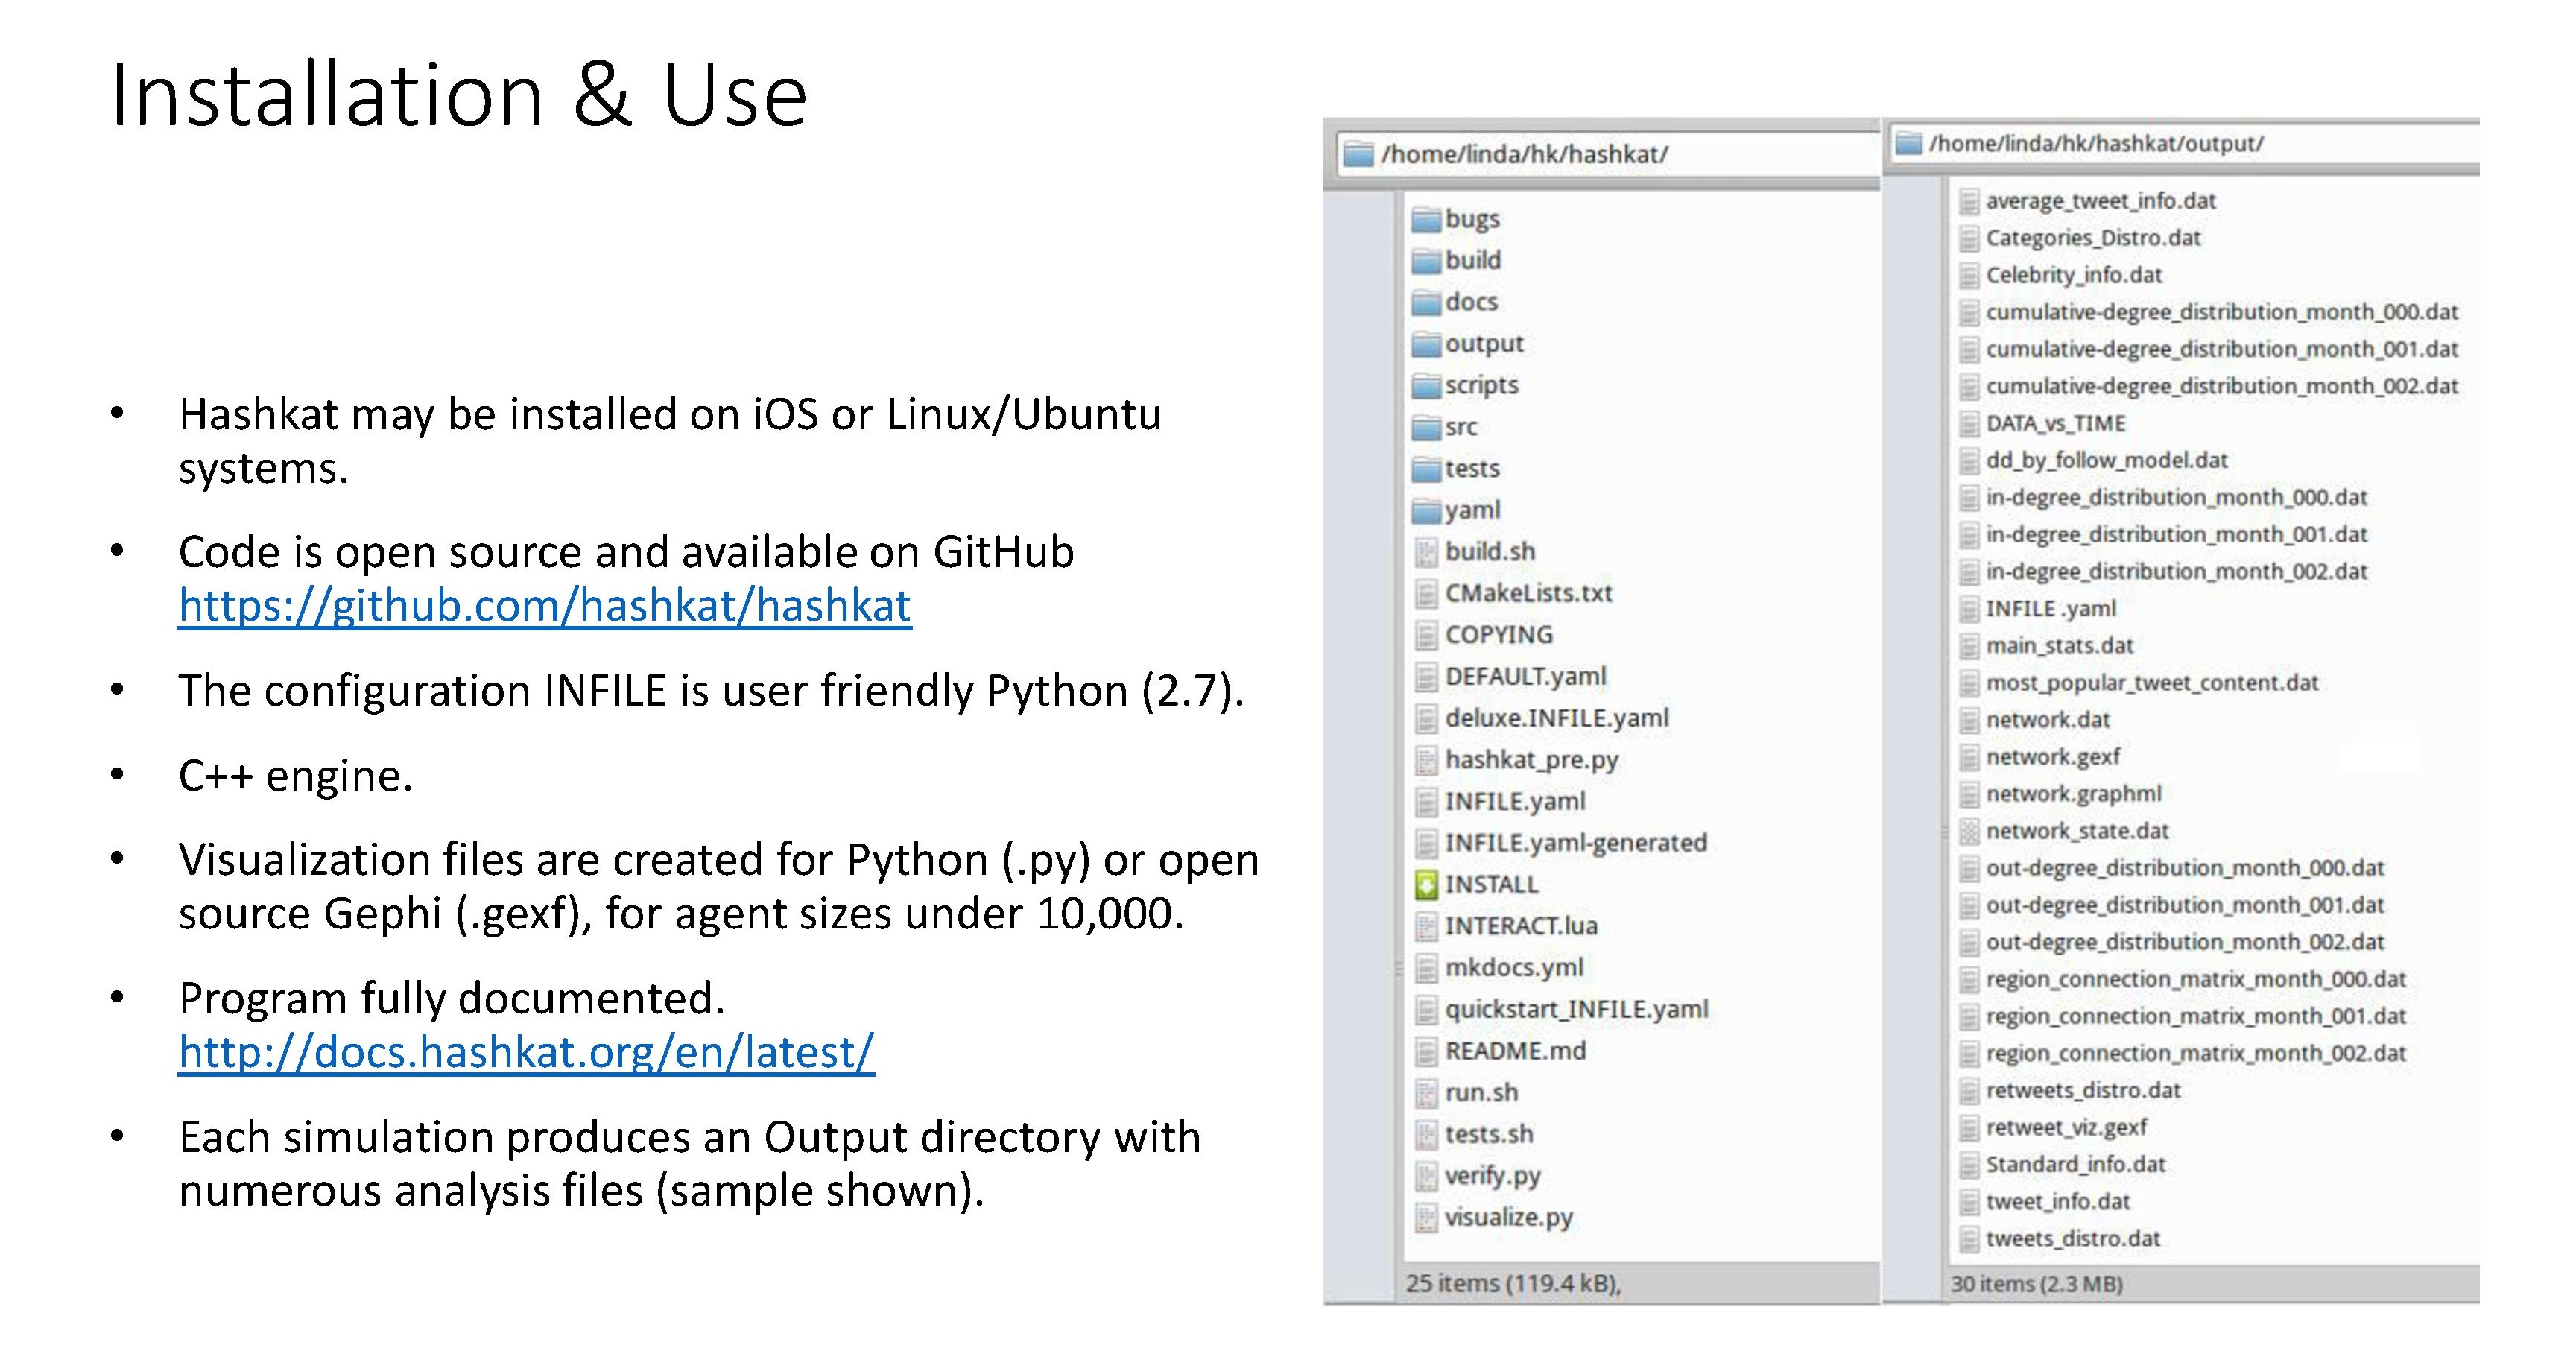 Installation & Use
• Hashkat may be installed on iOS or Linux/Ubuntu
systems.
• Code is open source and available on GitHub
https://github.com/hashkat/hashkat
• The configuration INFILE is user friendly Python (2.7).
• C++ engine.
• Visualization files are created for Python (.py) or open
source Gephi (.gexf), for agent sizes under 10,000.
• Program fully documented.
http://docs.hashkat.org/en/latest/
• Each simulation produces an Output directory with
numerous analysis files (sample shown).
/home/linda/hk/hashkat/
bugs
build
docs
output
scripts
src
tests
yaml
build.sh
CMakeLists.txt
COPYING
DEFAULT.yaml
deluxe.INFILE.yaml
hashkat_pre.py
INFILE.yaml
INFILE.yaml-generated
INSTALL
INTERACT.lua
mkdocs.yml
quickstart_INFILE.yaml
README.md
run.sh
tests.sh
verify.py
visualize.py
25 items (119.4 kB),
/home/linda/hk/hashkat/output/
average_tweet_info.dat
Categories_Distro.dat
Celebrity_info.dat
cumulative-degree_distribution_month_000.dat
cumulative-degree_distribution_month_001.dat
cumulative-degree_distribution_month_002.dat
DATA_vs_TIME
dd_by_follow_model.dat
in-degree_distribution_month_000.dat
in-degree_distribution_month_001.dat
in-degree_distribution_month_002.dat
INFILE .yaml
main_stats.dat
most_popular_tweet_content.dat
network.dat
network.gexf
network.graphml
network_state.dat
out-degree_distribution_month_000.dat
out-degree_distribution_month_001.dat
out-degree_distribution_month_002.dat
region_connection_matrix_month_000.dat
region_connection_matrix_month_001.dat
region_connection_matrix_month_002.dat
retweets_distro.dat
retweet_viz.gexf
Standard_info.dat
tweet_info.dat
tweets_distro.dat
30 items (2.3 MB)